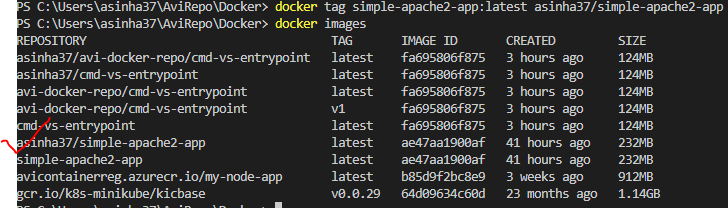 PS C:\Users\asinha37\AviRepo\Docker> docker tag simple-apache2-app:latest asinha37/simple-apache2-app
PS C:\Users\asinha37\AviRepo\Docker> docker images
REPOSITORY TAG IMAGE ID CREATED SIZE
asinha37/avi-docker-repo/cmd-vs-entrypoint latest fa695806f875 3 hours ago 124MB
asinha37/cmd-vs-entrypoint latest fa695806f875 3 hours ago 124MB
avi-docker-repo/cmd-vs-entrypoint latest fa695806f875 3 hours ago 124MB
avi-docker-repo/cmd-vs-entrypoint v1 fa695806f875 3 hours ago 124MB
cmd-vs-entrypoint latest fa695806f875 3 hours ago 124MB
asinha37/simple-apache2-app latest ae47aa1900af 41 hours ago 232MB
simple-apache2-app latest ae47aa1900af 41 hours ago 232MB
avicontainerreg.azurecr.io/my-node-app latest b85d9f2bc8e9 3 weeks ago 912MB
gcr.io/k8s-minikube/kicbase v0.0.29 64d09634c60d 23 months ago 1.14GB
PS C:\Users\asinha37\AviRepo\Docker>